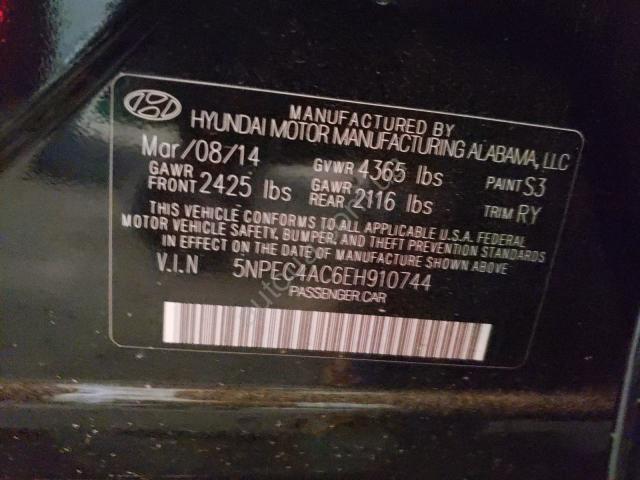 MANUFACTURED BY
HYUNDAI MOTOR MANUFACTURING ALABAMA, LLC
Mar/08/14 GVWR 4365 lbs PAINT S3
GAWR FRONT 2425 lbs GAWR REAR 2116 lbs TRIM RY
THIS VEHICLE CONFORMS TO ALL APPLICABLE U.S.A. FEDERAL
MOTOR VEHICLE SAFETY, BUMPER, AND THEFT PREVENTION STANDARDS
IN EFFECT ON THE DATE OF MANUFACTURE SHOWN ABOVE
V.I.N 5NPEC4AC6EH910744
PASSENGER CAR